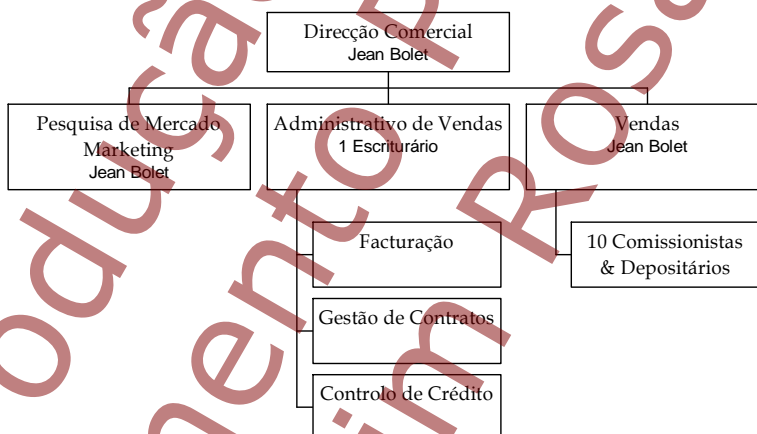 Direcção Comercial
Jean Bolet
Pesquisa de Mercado
Marketing
Jean Bolet
Administrativo de Vendas
1 Escriturário
Vendas
Jean Bolet
Facturação
Gestão de Contratos
Controlo de Crédito
10 Comissionistas
& Depositários